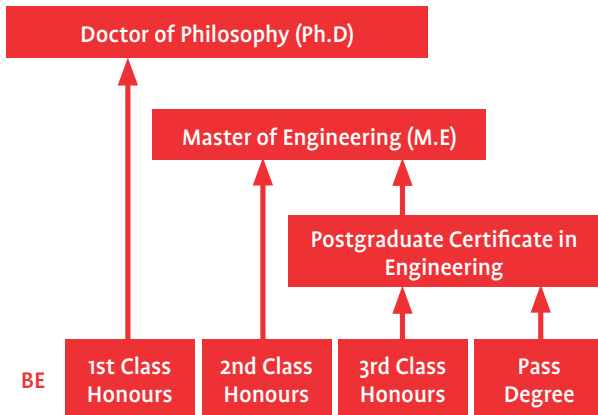 Doctor of Philosophy (Ph.D)
Master of Engineering (M.E)
Postgraduate Certificate in
Engineering
BE
1st Class
Honours
2nd Class
Honours
3rd Class
Honours
Pass
Degree